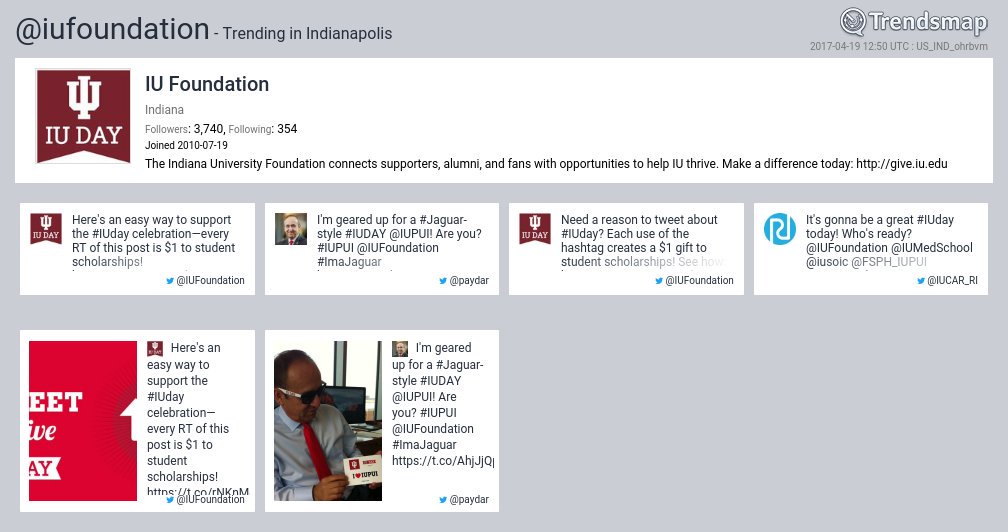 @iufoundation - Trending in Indianapolis
Trendsmap
2017-04-19 12:50 UTC : US_IND_ohrbvm
IU DAY
IU Foundation
Indiana
Followers: 3,740, Following: 354
Joined 2010-07-19
The Indiana University Foundation connects supporters, alumni, and fans with opportunities to help IU thrive. Make a difference today: http://give.iu.edu
IU DAY
Here's an easy way to support
the #IUday celebration—every
RT of this post is $1 to student
scholarships!
@IUFoundation
I'm geared up for a #Jaguar-
style #IUDAY @IUPUI! Are you?
#IUPUI @IUFoundation
#ImaJaguar
@paydar
IU DAY
Need a reason to tweet about
#IUday? Each use of the
hashtag creates a $1 gift to
student scholarships! See how
@IUFoundation
It's gonna be a great #IUday
today! Who's ready?
@IUFoundation @IUMedSchool
@iusoic @FSPH_IUPUI
@IUCAR_RI
EET
ive
AY
Here's an
easy way to
support the
#IUday
celebration—
every RT of this
post is $1 to
student
scholarships!
https://t.co/rNKnM
@IUFoundation
I'm geared
up for a #Jaguar-
style #IUDAY
@IUPUI! Are
you? #IUPUI
@IUFoundation
#ImaJaguar
https://t.co/AhjJjQ
@paydar
I ♥ IUPUI